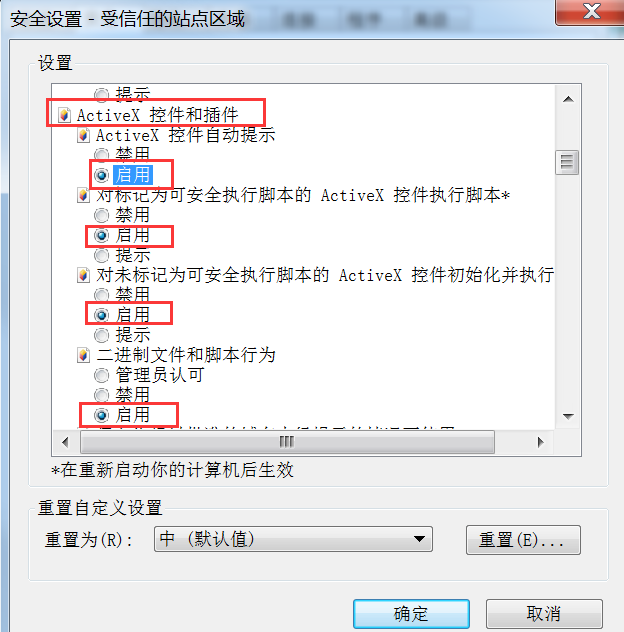 安全设置 - 受信任的站点区域
设置
提示
ActiveX 控件和插件
ActiveX 控件自动提示
禁用
启用
对标记为可安全执行脚本的 ActiveX 控件执行脚本*
禁用
启用
提示
对未标记为可安全执行脚本的 ActiveX 控件初始化并执行
禁用
启用
提示
二进制文件和脚本行为
管理员认可
禁用
启用
*在重新启动你的计算机后生效
重置自定义设置
重置为(R): 中 (默认值) 重置(E)...
确定 取消